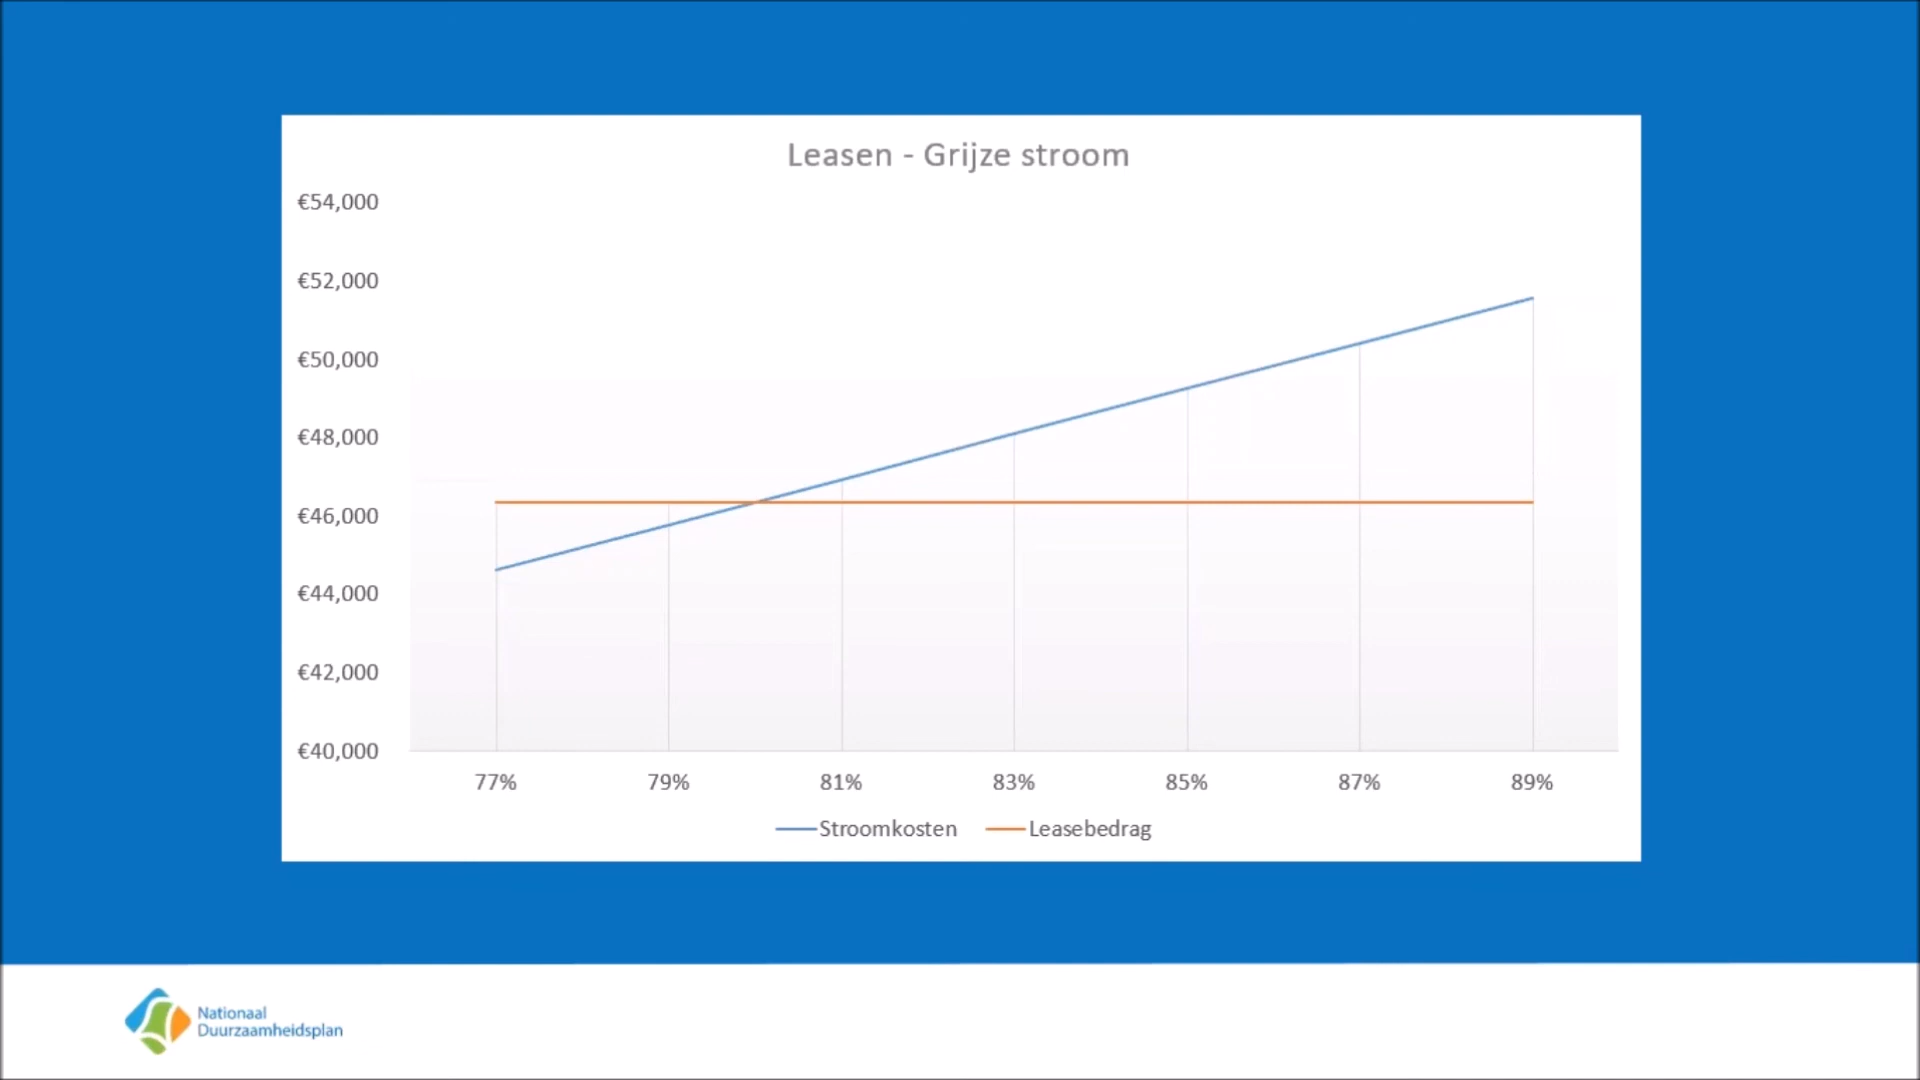 Leasen - Grijze stroom
€54,000
€52,000
€50,000
€48,000
€46,000
€44,000
€42,000
€40,000
77% 79% 81% 83% 85% 87% 89%
Stroomkosten Leasebedrag
Nationaal
Duurzaamheidsplan